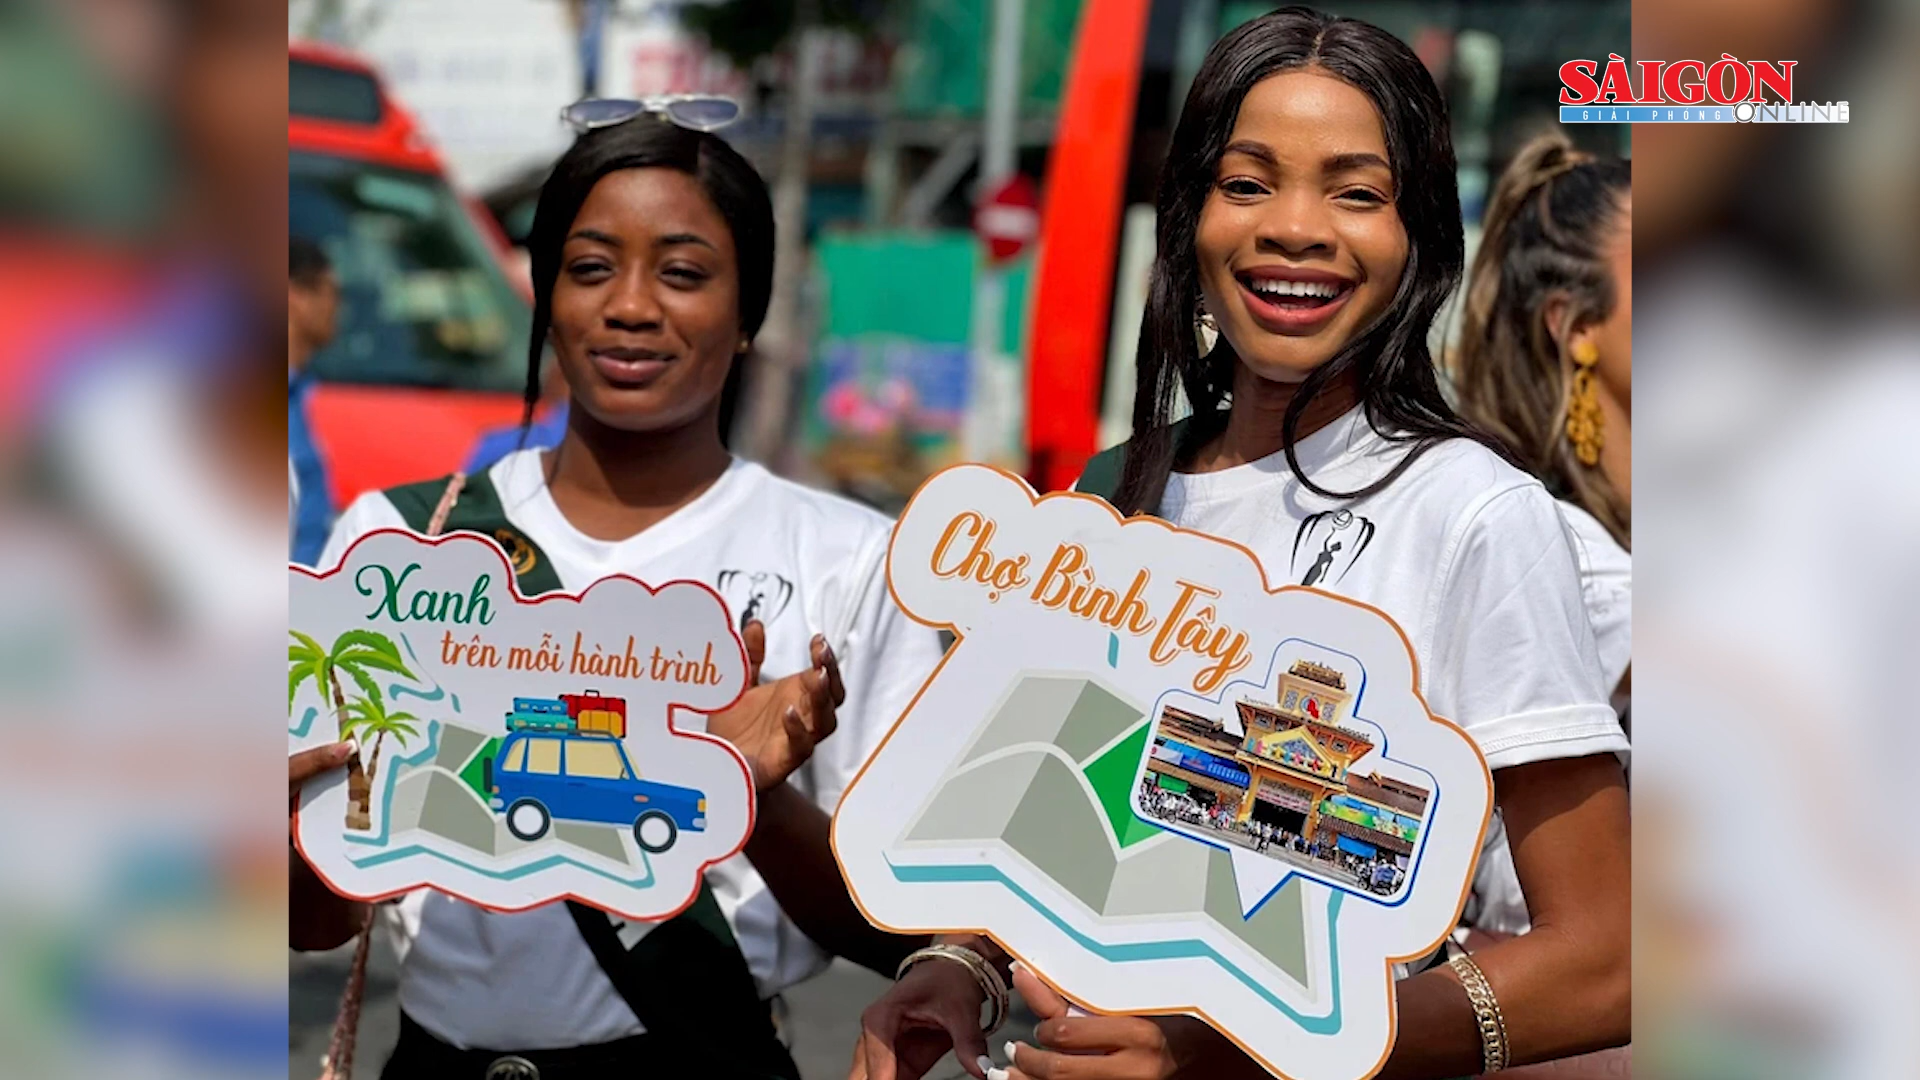 SÀIGÒN
GIẢI PHÓNG ONLINE
Xanh
trên mỗi hành trình
Chợ Bình Tây